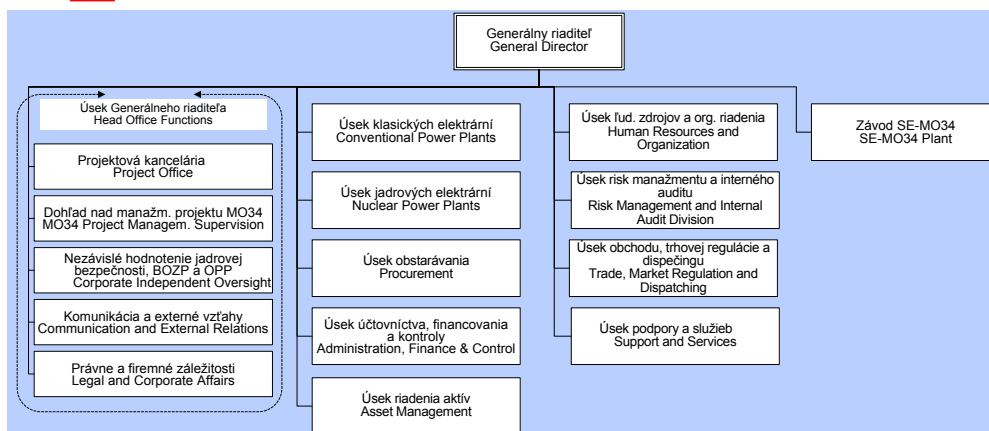 Generálny riaditeľ
General Director
Úsek Generálneho riaditeľa
Head Office Functions
Projektová kancelária
Project Office
Dohľad nad manažm. projektu MO34
MO34 Project Managem. Supervision
Nezávislé hodnotenie jadrovej
bezpečnosti, BOZP a OPP
Corporate Independent Oversight
Komunikácia a externé vzťahy
Communication and External Relations
Právne a firemné záležitosti
Legal and Corporate Affairs
Úsek klasických elektrární
Conventional Power Plants
Úsek jadrových elektrární
Nuclear Power Plants
Úsek obstarávania
Procurement
Úsek účtovníctva, financovania
a kontroly
Administration, Finance & Control
Úsek riadenia aktív
Asset Management
Úsek ľud. zdrojov a org. riadenia
Human Resources and
Organization
Úsek risk manažmentu a interného
auditu
Risk Management and Internal
Audit Division
Úsek obchodu, trhovej regulácie a
dispečingu
Trade, Market Regulation and
Dispatching
Úsek podpory a služieb
Support and Services
Závod SE-MO34
SE-MO34 Plant